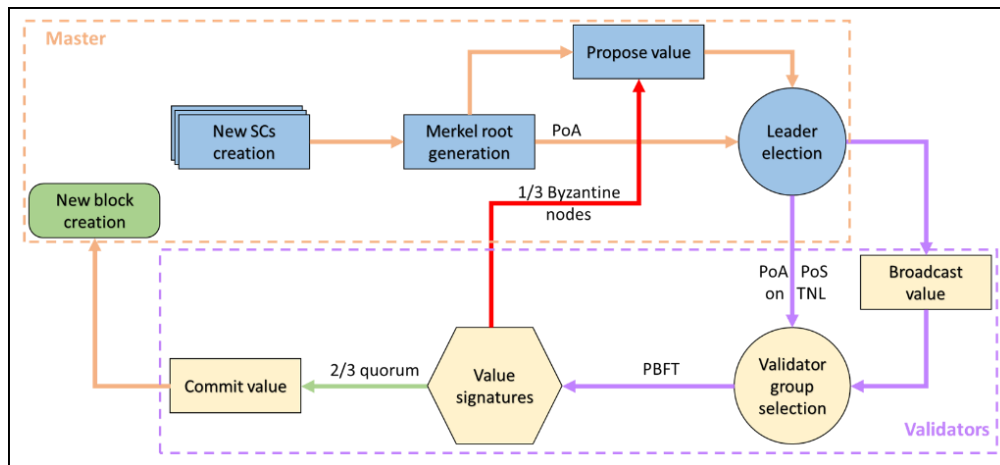 Master
Propose value
New SCs
creation
Merkel root
generation
PoA
Leader
election
1/3 Byzantine
nodes
New block
creation
PoA PoS
on TNL
Broadcast
value
Commit value
2/3 quorum
Value
signatures
PBFT
Validator
group
selection
Validators